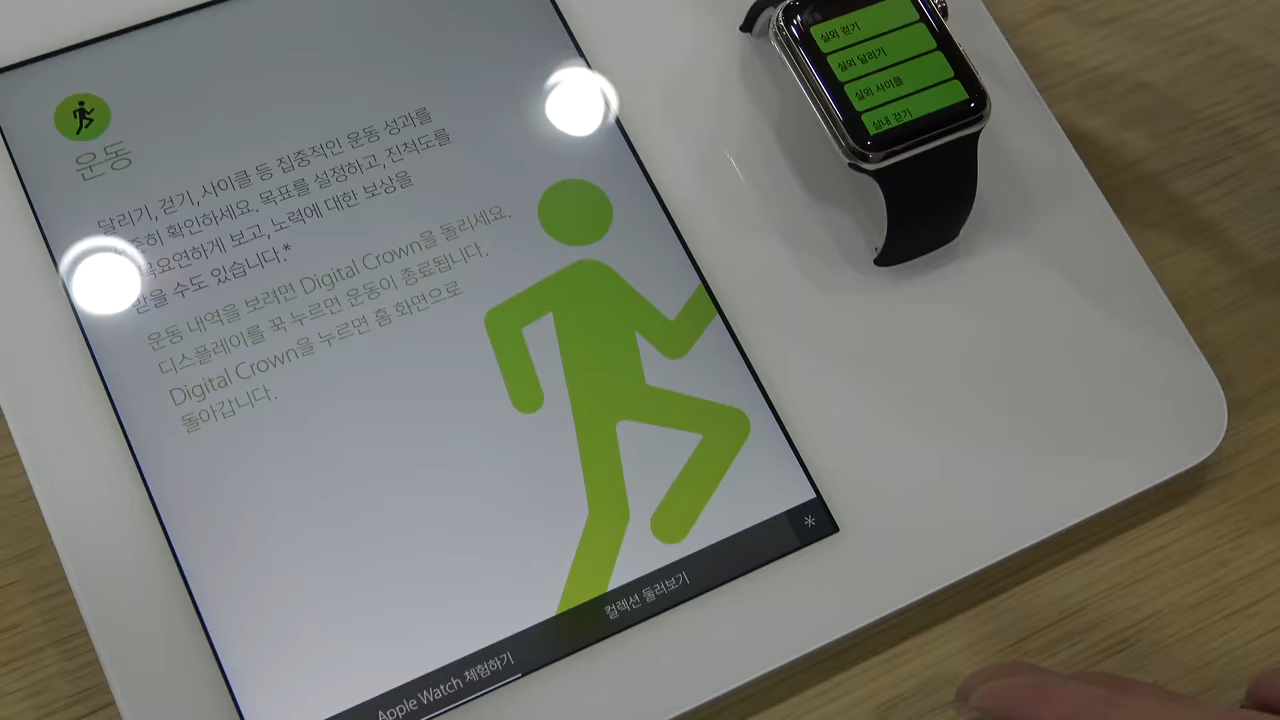 운동
달리기, 걷기, 사이클 등 집중적인 운동 성과를
히 확인하세요. 목표를 설정하고, 진척도를
요연하게 보고, 노력에 대한 보상을
받을 수도 있습니다.*
운동 내역을 보려면 Digital Crown을 돌리세요.
디스플레이를 꾹 누르면 운동이 종료됩니다.
Digital Crown을 누르면 홈 화면으로
돌아갑니다.
Apple Watch 체험하기
컬렉션 둘러보기
*
실외 걷기
실외 달리기
실외 사이클
실내 걷기